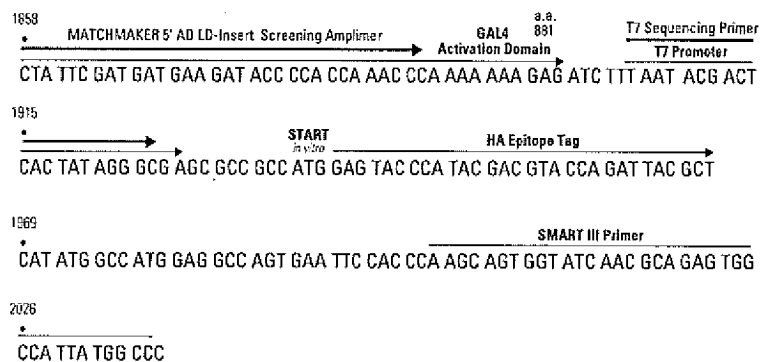 1858
MATCHMAKER 5' AD LD-Insert Screening Amplimer
GAL4
Activation Domain
a.a.
881
T7 Sequencing Primer
T7 Promoter
CTA TTC GAT GAT GAA GAT ACC CCA CCA AAC CCA AAA AAA GAG ATC TTT AAT ACG ACT
1915
START
in vitro
HA Epitope Tag
CAC TAT AGG GCG AGC GCC GCC ATG GAG TAC CCA TAC GAC GTA CCA GAT TAC GCT
1969
SMART III Primer
CAT ATG GCC ATG GAG GCC AGT GAA TTC CAC CCA AGC AGT GGT ATC AAC GCA GAG TGG
2026
CCA TTA TGG CCC